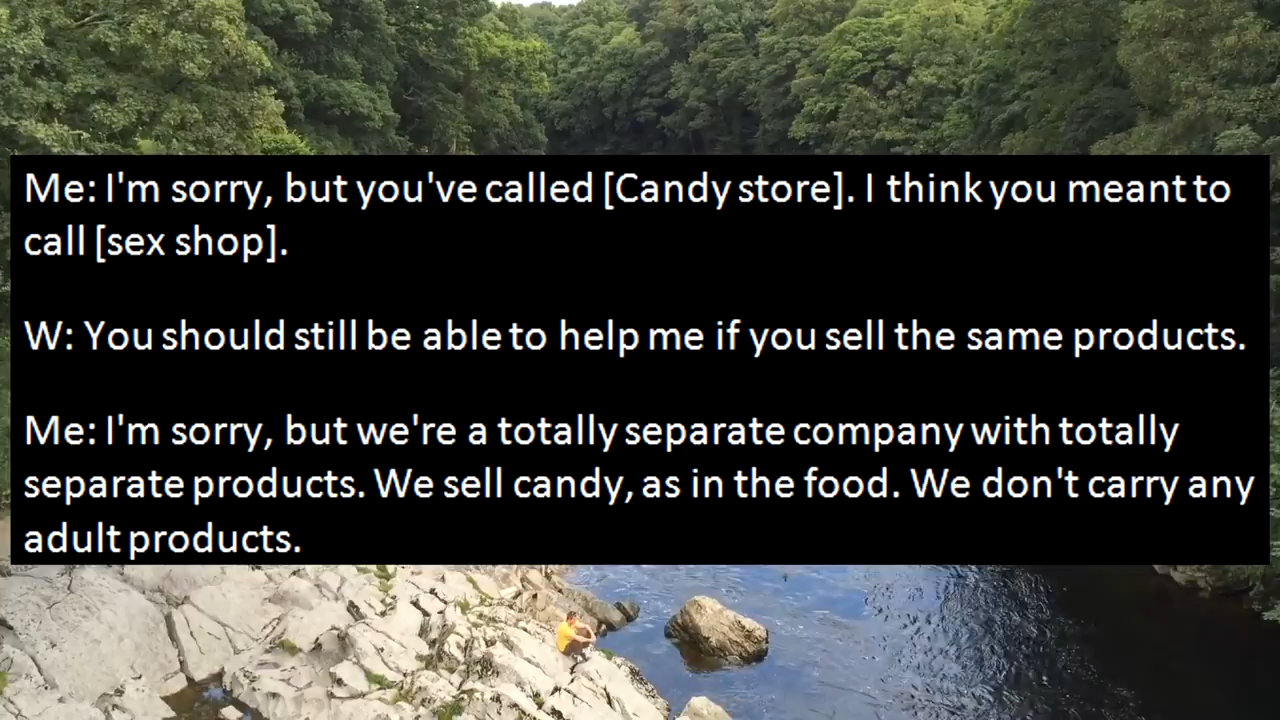 Me: I'm sorry, but you've called [Candy store]. I think you meant to
call [sex shop].
W: You should still be able to help me if you sell the same products.
Me: I'm sorry, but we're a totally separate company with totally
separate products. We sell candy, as in the food. We don't carry any
adult products.